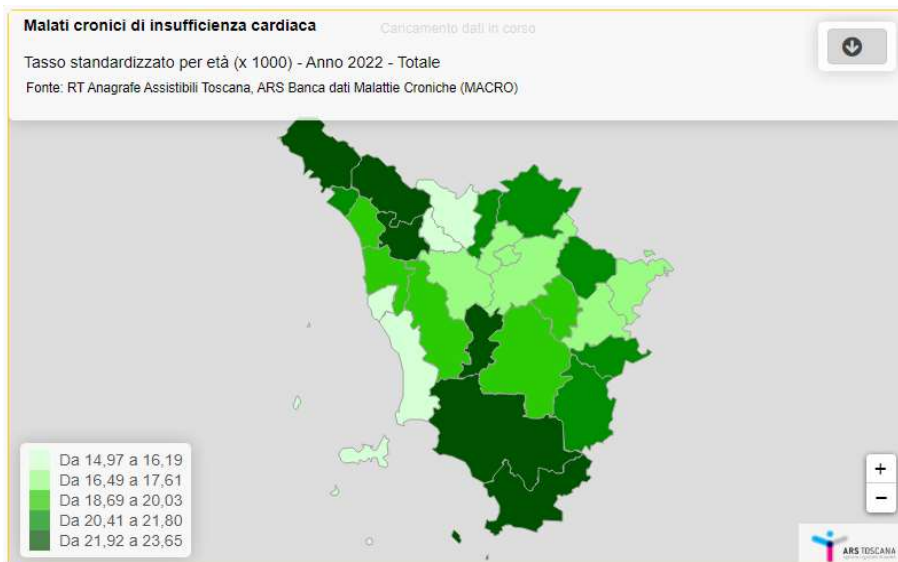 Malati cronici di insufficienza cardiaca
Caricamento dati in corso
Tasso standardizzato per età (x 1000) - Anno 2022 - Totale
Fonte: RT Anagrafe Assistibili Toscana, ARS Banca dati Malattie Croniche (MACRO)
Da 14,97 a 16,19
Da 16,49 a 17,61
Da 18,69 a 20,03
Da 20,41 a 21,80
Da 21,92 a 23,65
+
−
ARS TOSCANA